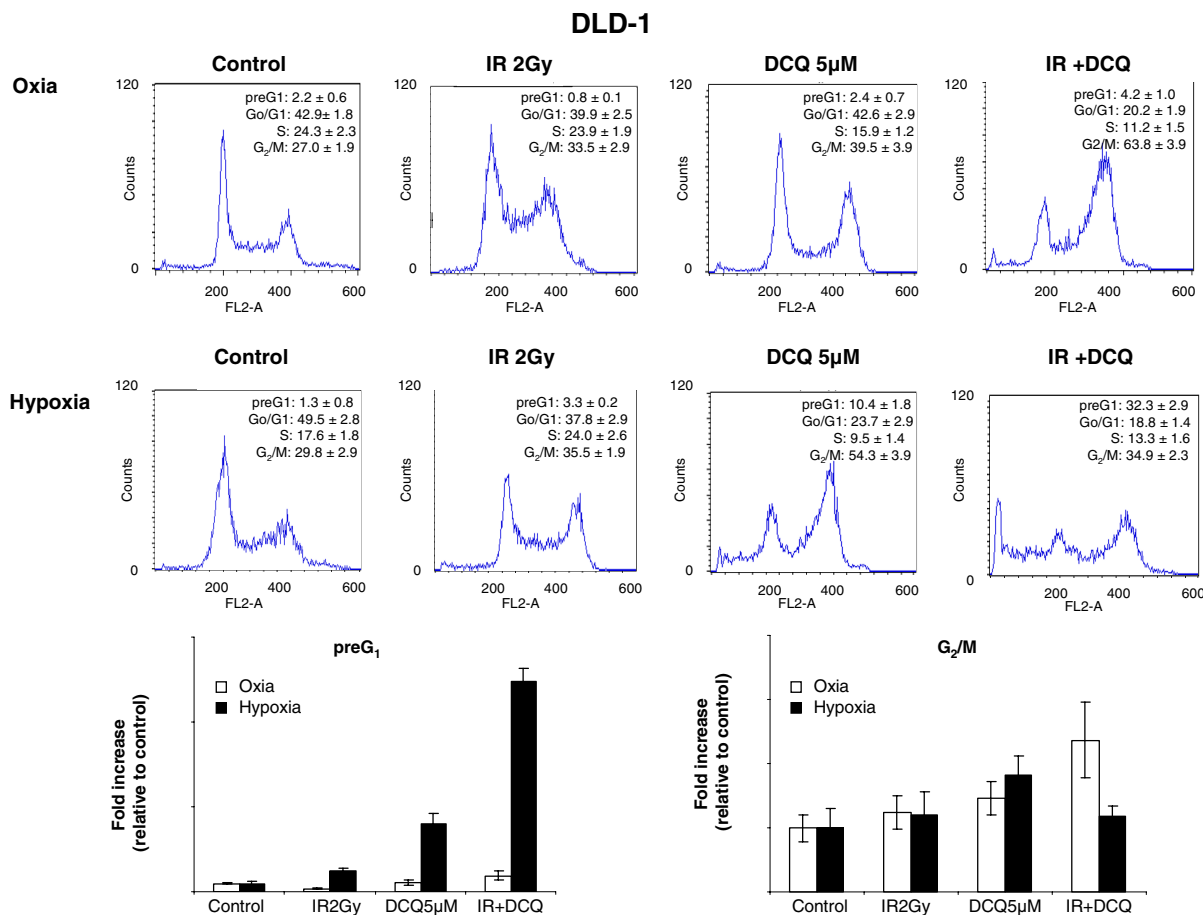 DLD-1
Control
IR 2Gy
DCQ 5µM
IR +DCQ
Oxia
120
preG1: 2.2 ± 0.6
Go/G1: 42.9± 1.8
S: 24.3 ± 2.3
G2/M: 27.0 ± 1.9
Counts
0
200 400 600
FL2-A
120
preG1: 0.8 ± 0.1
Go/G1: 39.9 ± 2.5
S: 23.9 ± 1.9
G2/M: 33.5 ± 2.9
Counts
0
200 400 600
FL2-A
120
preG1: 2.4 ± 0.7
Go/G1: 42.6 ± 2.9
S: 15.9 ± 1.2
G2/M: 39.5 ± 3.9
Counts
0
200 400 600
FL2-A
120
preG1: 4.2 ± 1.0
Go/G1: 20.2 ± 1.9
S: 11.2 ± 1.5
G2/M: 63.8 ± 3.9
Counts
0
200 400 600
FL2-A
Control
IR 2Gy
DCQ 5µM
IR +DCQ
Hypoxia
120
preG1: 1.3 ± 0.8
Go/G1: 49.5 ± 2.8
S: 17.6 ± 1.8
G2/M: 29.8 ± 2.9
Counts
0
200 400 600
FL2-A
120
preG1: 3.3 ± 0.2
Go/G1: 37.8 ± 2.9
S: 24.0 ± 2.6
G2/M: 35.5 ± 1.9
Counts
0
200 400 600
FL2-A
120
preG1: 10.4 ± 1.8
Go/G1: 23.7 ± 2.9
S: 9.5 ± 1.4
G2/M: 54.3 ± 3.9
Counts
0
200 400 600
FL2-A
120
preG1: 32.3 ± 2.9
Go/G1: 18.8 ± 1.4
S: 13.3 ± 1.6
G2/M: 34.9 ± 2.3
Counts
0
200 400 600
FL2-A
preG1
Oxia
Hypoxia
Fold increase
(relative to control)
Control IR2Gy DCQ5µM IR+DCQ
G2/M
Oxia
Hypoxia
Fold increase
(relative to control)
Control IR2Gy DCQ5µM IR+DCQ